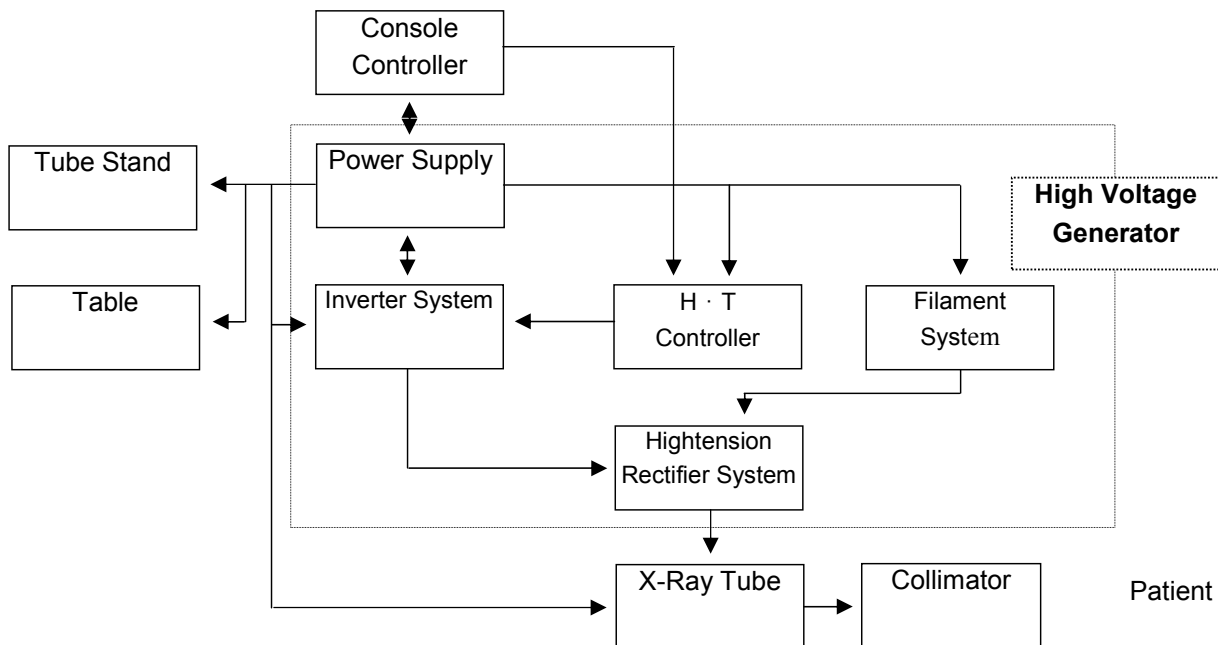 Console
Controller
Power Supply
Tube Stand
High Voltage
Generator
Table
Inverter System
H · T
Controller
Filament
System
Hightension
Rectifier System
X-Ray Tube
Collimator
Patient